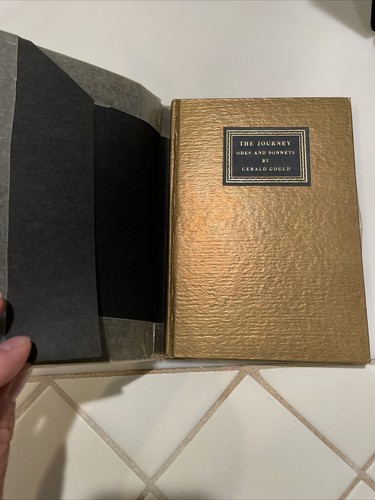 THE JOURNEY
ODES AND SONNETS
BY
GERALD GOULD